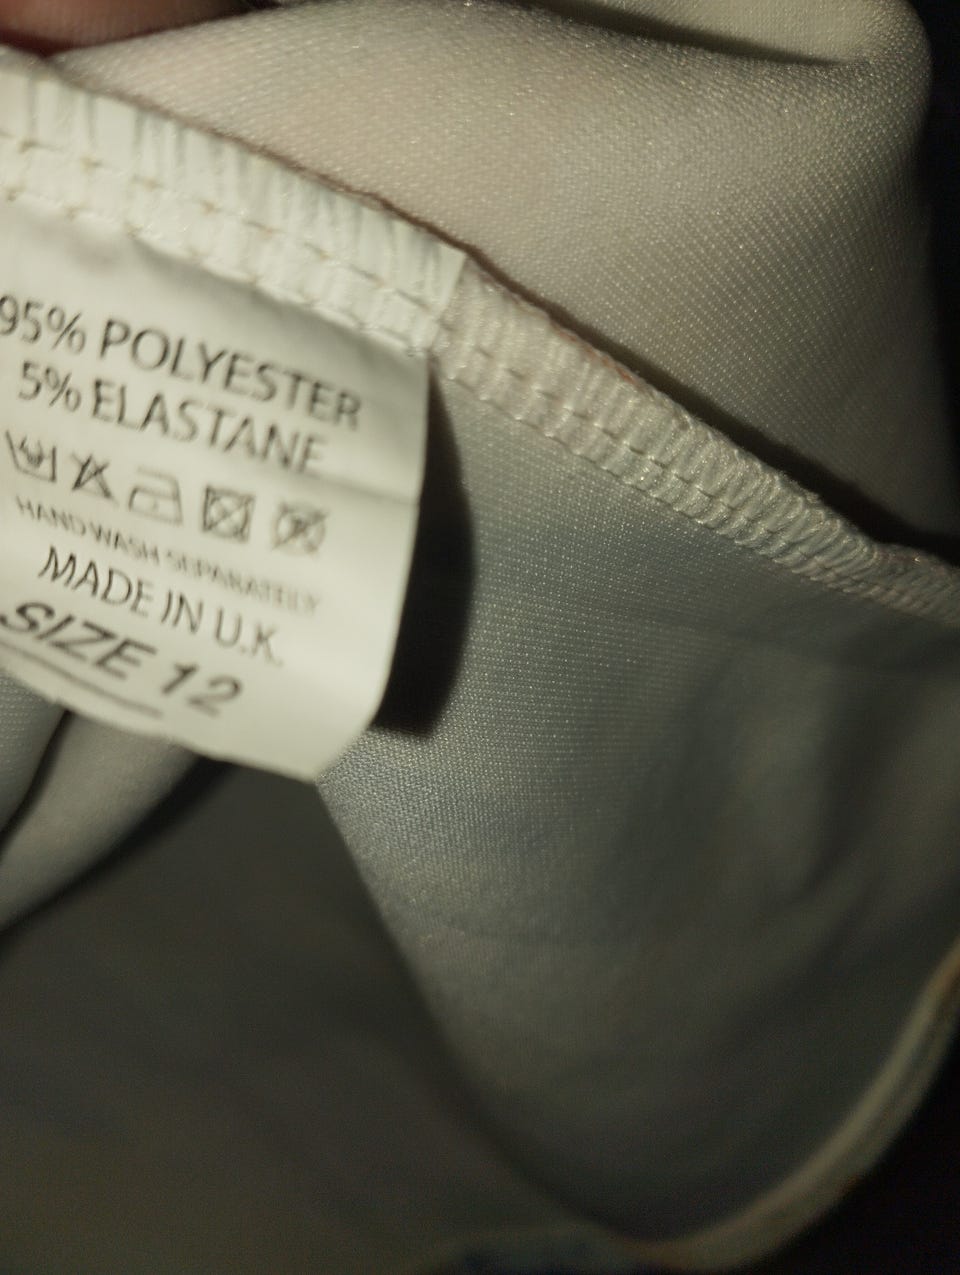 95% POLYESTER
5% ELASTANE
HAND WASH SEPARATELY
MADE IN U.K.
SIZE 12